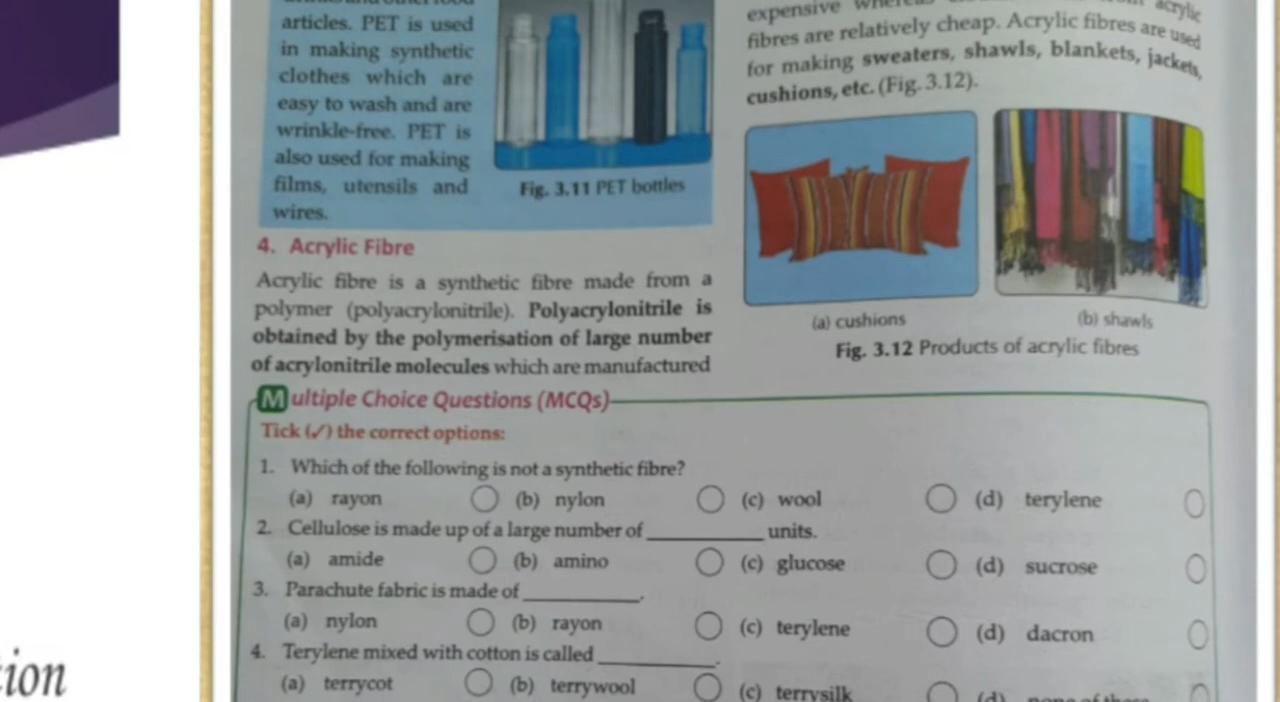 articles. PET is used
in making synthetic
clothes which are
easy to wash and are
wrinkle-free. PET is
also used for making
films, utensils and
wires.
Fig. 3.11 PET bottles
4. Acrylic Fibre
Acrylic fibre is a synthetic fibre made from a
polymer (polyacrylonitrile). Polyacrylonitrile is
obtained by the polymerisation of large number
of acrylonitrile molecules which are manufactured
expensive acrylic
fibres are relatively cheap. Acrylic fibres are used
for making sweaters, shawls, blankets, jackets,
cushions, etc. (Fig. 3.12).
(a) cushions
(b) shawls
Fig. 3.12 Products of acrylic fibres
Multiple Choice Questions (MCQs)
Tick (✓) the correct options:
1. Which of the following is not a synthetic fibre?
(a) rayon (b) nylon (c) wool (d) terylene
2. Cellulose is made up of a large number of ________ units.
(a) amide (b) amino (c) glucose (d) sucrose
3. Parachute fabric is made of ________.
(a) nylon (b) rayon (c) terylene (d) dacron
4. Terylene mixed with cotton is called ________.
(a) terrycot (b) terrywool (c) terrysilk (d) none of these
tion